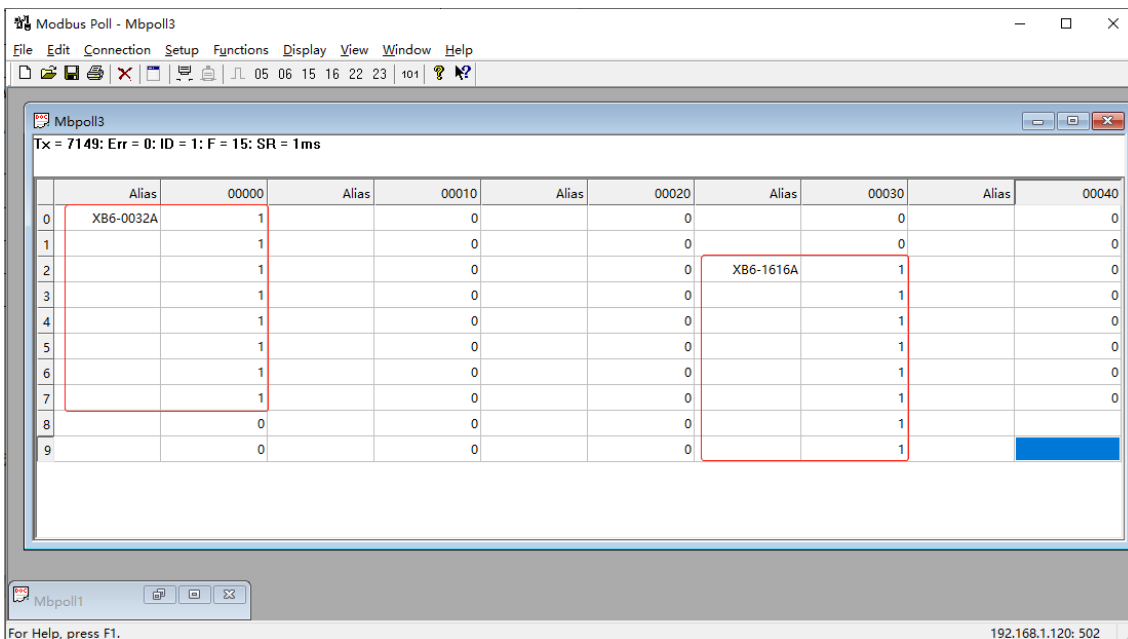 Modbus Poll - Mbpoll3
File Edit Connection Setup Functions Display View Window Help
05 06 15 16 22 23 101
Mbpoll3
Tx = 7149: Err = 0: ID = 1: F = 15: SR = 1ms
Alias 00000 Alias 00010 Alias 00020 Alias 00030 Alias 00040
0 XB6-0032A 1 0 0 0 0
1 1 0 0 0 0
2 1 0 0 XB6-1616A 1 0
3 1 0 0 1 0
4 1 0 0 1 0
5 1 0 0 1 0
6 1 0 0 1 0
7 1 0 0 1 0
8 0 0 0 1
9 0 0 0 1
Mbpoll1
For Help, press F1. 192.168.1.120: 502